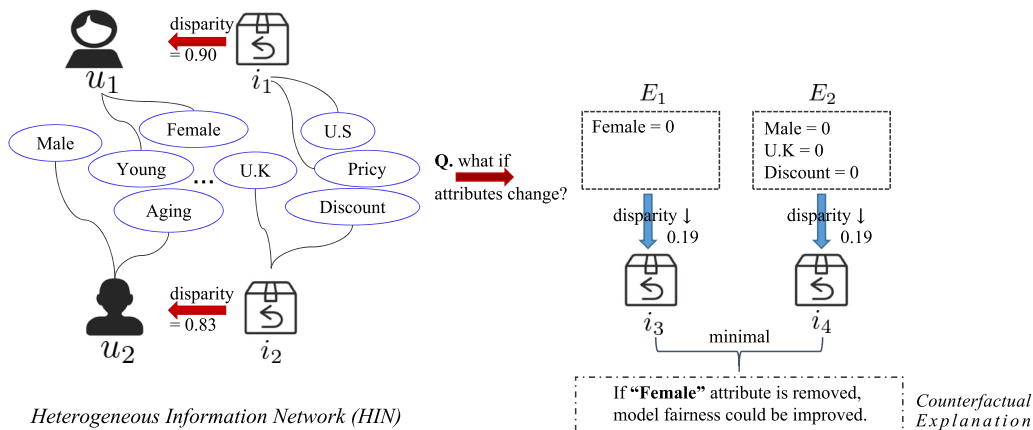 disparity
= 0.90
u1
i1
Male
Female
U.S
Young
...
U.K
Pricy
Aging
Discount
disparity
= 0.83
u2
i2
Heterogeneous Information Network (HIN)
Q. what if
attributes change?
E1
E2
Female = 0
Male = 0
U.K = 0
Discount = 0
disparity ↓
0.19
disparity ↓
0.19
i3
i4
minimal
If “Female” attribute is removed,
model fairness could be improved.
Counterfactual
Explanation